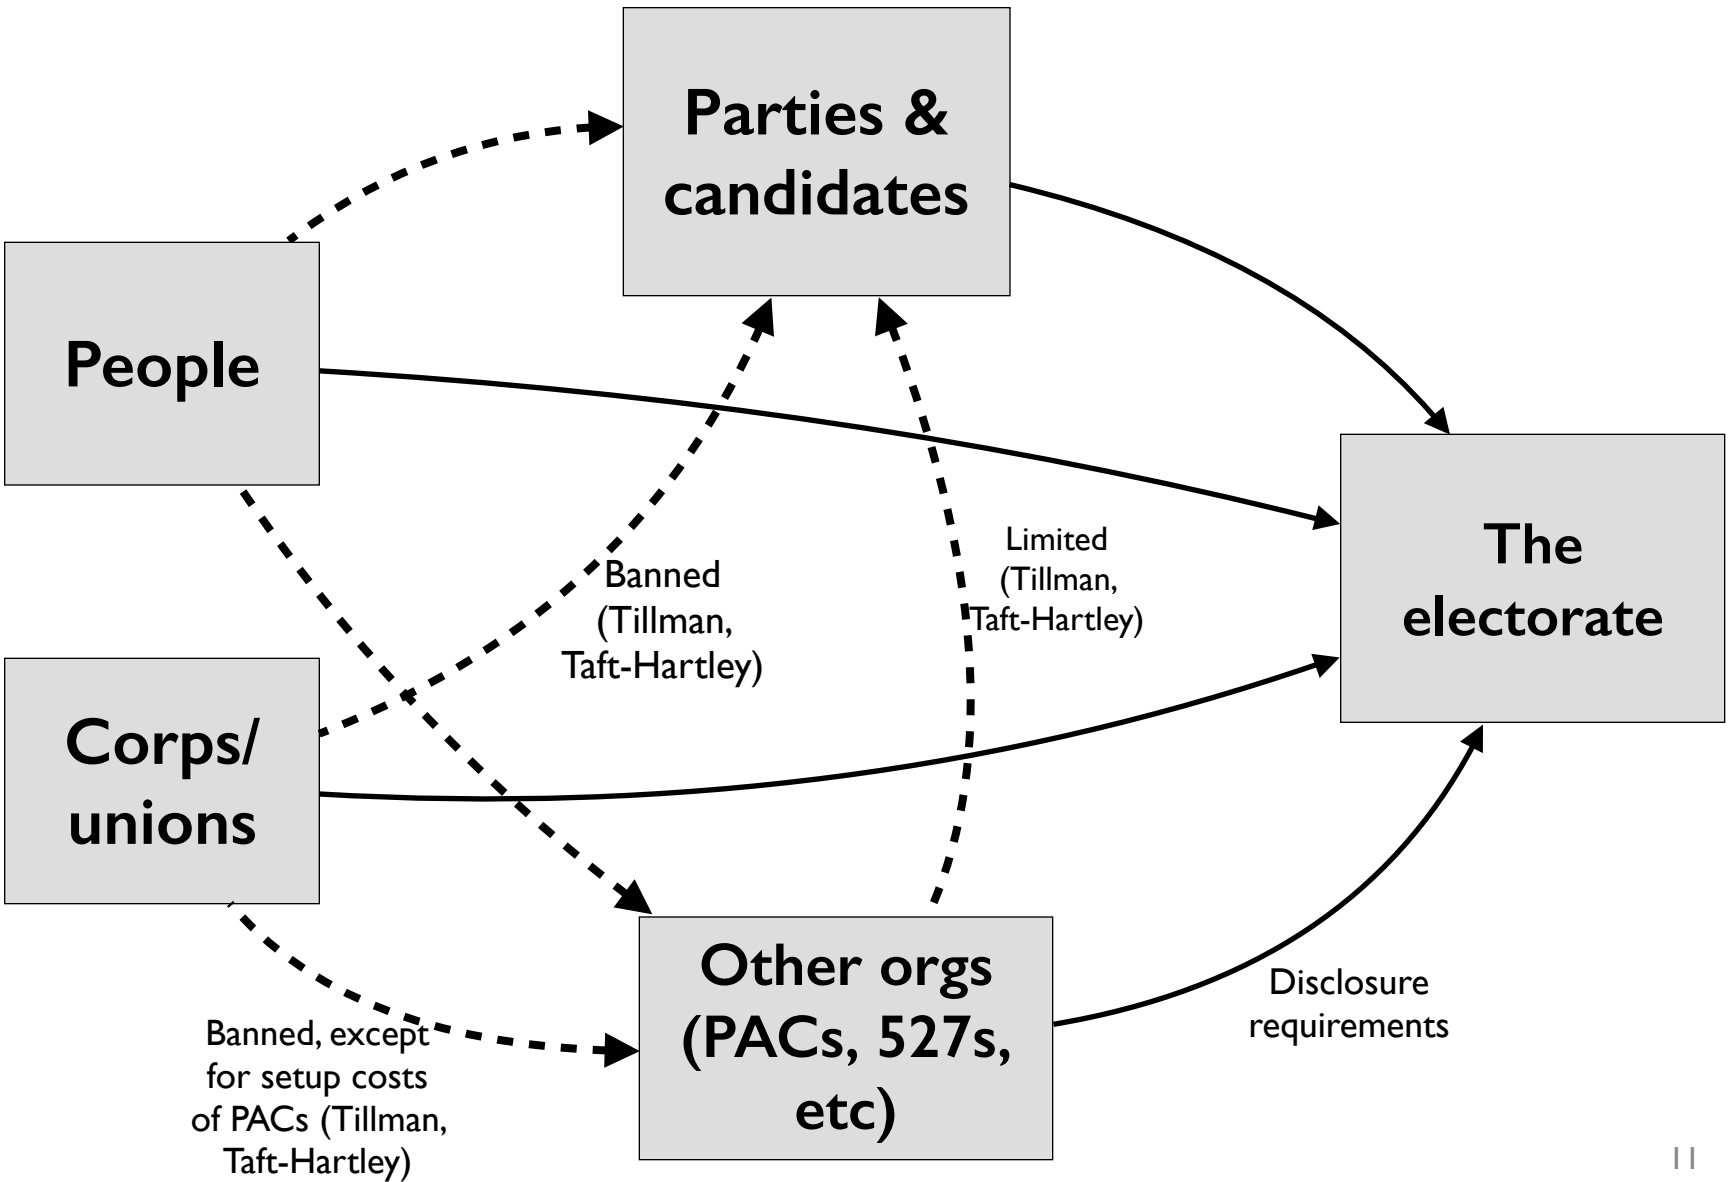 Parties &
candidates
People
Banned
(Tillman,
Taft-Hartley)
Limited
(Tillman,
Taft-Hartley)
The
electorate
Corps/
unions
Other orgs
(PACs, 527s,
etc)
Disclosure
requirements
Banned, except
for setup costs
of PACs (Tillman,
Taft-Hartley)
11